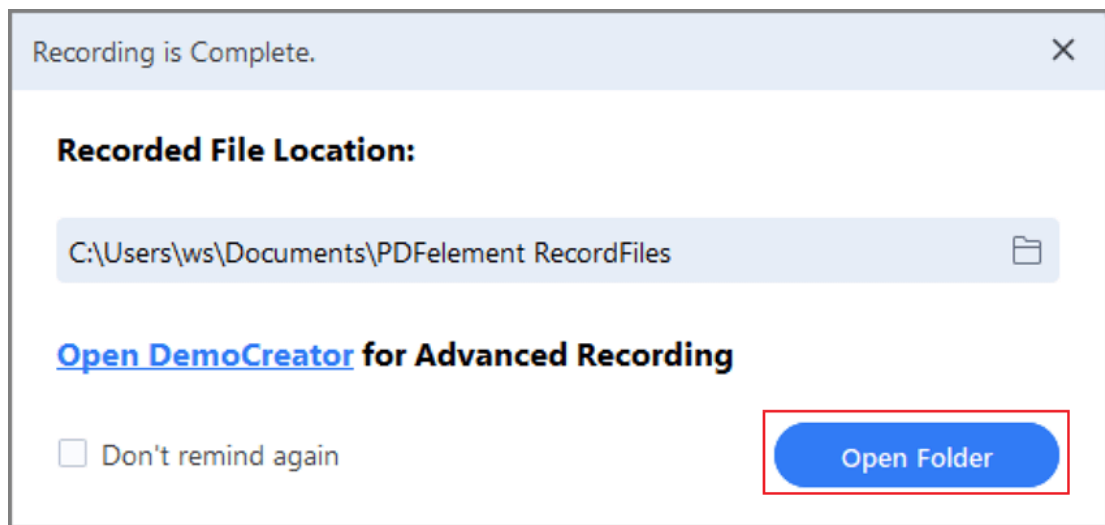 Recording is Complete.
Recorded File Location:
C:\Users\ws\Documents\PDFelement RecordFiles
Open DemoCreator for Advanced Recording
Don't remind again
Open Folder